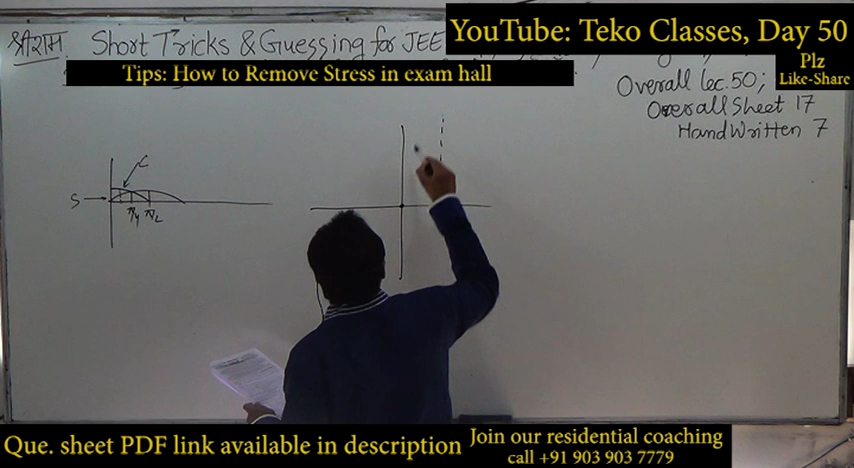 श्रीराम. Short Tricks & Guessing for JEE
YouTube: Teko Classes, Day 50
Plz
Like-Share
Tips: How to Remove Stress in exam hall
Overall lec. 50;
Overall Sheet 17
HandWritten 7
C
S
π/4 π/2
Que. sheet PDF link available in description
Join our residential coaching
call +91 903 903 7779